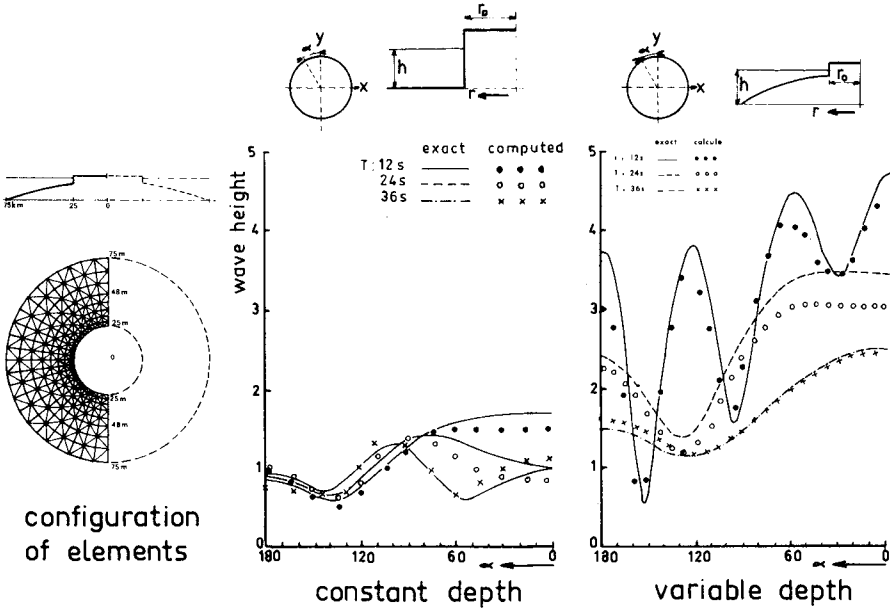 y
α
x
r₀
h
r
y
α
x
h
r₀
r
75km 25 0
75m
48m
25m
0
25m
48m
75m
configuration
of elements
exact computed
T:12s
24s
36s
wave height
5
4
3
2
1
0
180 120 60 0
α
constant depth
exact calcule
T. 12s
T. 24s
T. 36s
5
4
3
2
1
0
180 120 60 0
α
variable depth